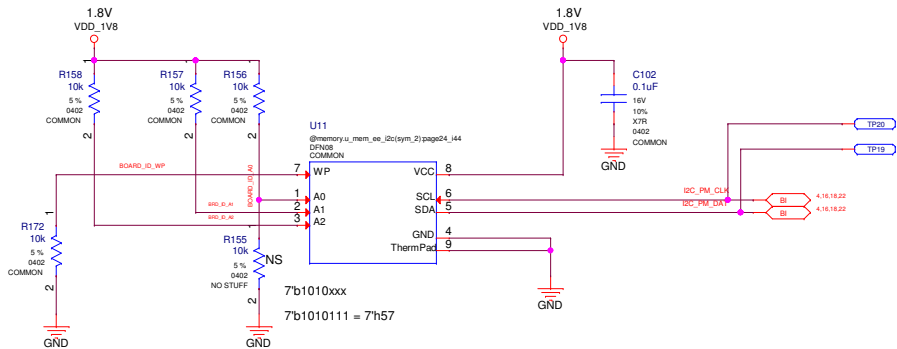 1.8V
VDD_1V8
1.8V
VDD_1V8
R158
10k
5 %
0402
COMMON
1
2
R157
10k
5 %
0402
COMMON
1
2
R156
10k
5 %
0402
COMMON
2
C102
0.1uF
16V
10%
X7R
0402
COMMON
GND
U11
@memory.u_mem_ee_i2c(sym_2):page24_i44
DFN08
COMMON
BOARD_ID_WP
BOARD_ID_A0
BRD_ID_A1
BRD_ID_A2
7 WP
1 A0
2 A1
3 A2
VCC 8
SCL 6
SDA 5
GND 4
ThermPad 9
I2C_PM_CLK
I2C_PM_DAT
TP20
TP19
BI 4,16,18,22
BI 4,16,18,22
R172
10k
5 %
0402
COMMON
1
2
GND
R155
10k
5 %
0402
NO STUFF
NS
2
GND
GND
7'b1010xxx
7'b1010111 = 7'h57